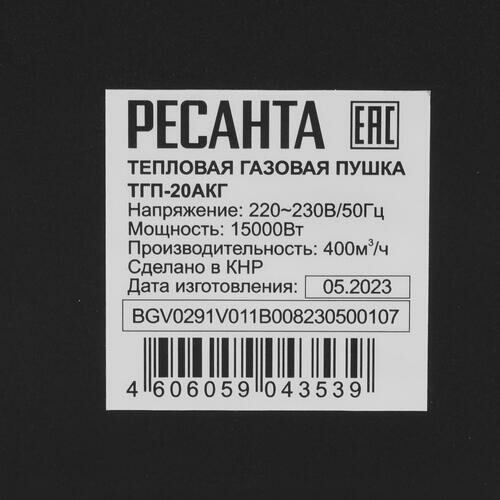 РЕСАНТА EAC
ТЕПЛОВАЯ ГАЗОВАЯ ПУШКА
ТГП-20АКГ
Напряжение: 220~230В/50Гц
Мощность: 15000Вт
Производительность: 400м³/ч
Сделано в КНР
Дата изготовления: 05.2023
BGV0291V011B008230500107
4 606059 043539